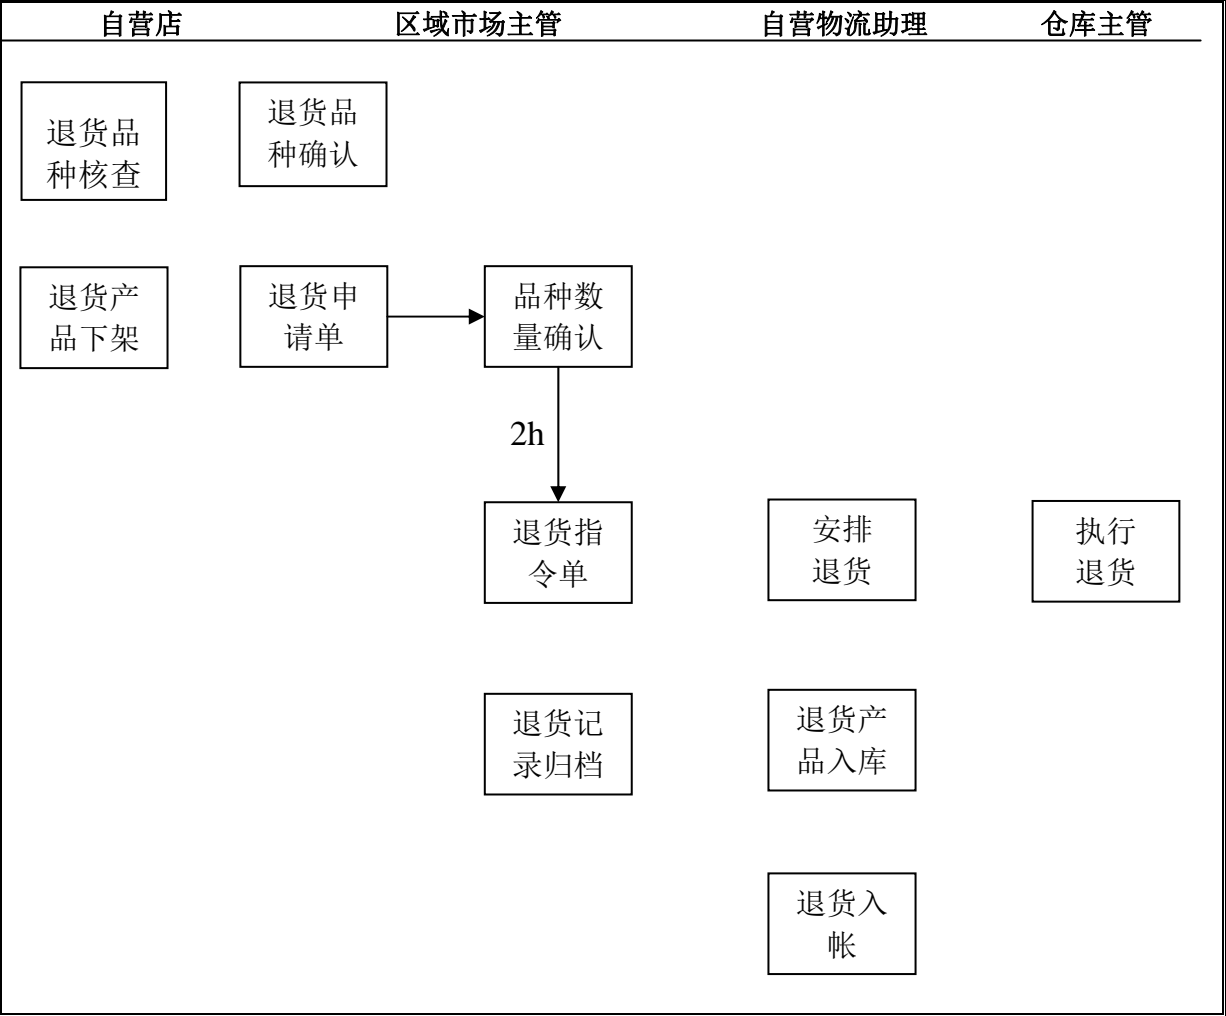 自营店 区域市场主管 自营物流助理 仓库主管
退货品
种核查
退货品
种确认
退货产
品下架
退货申
请单
品种数
量确认
2h
退货指
令单
安排
退货
执行
退货
退货记
录归档
退货产
品入库
退货入
帐